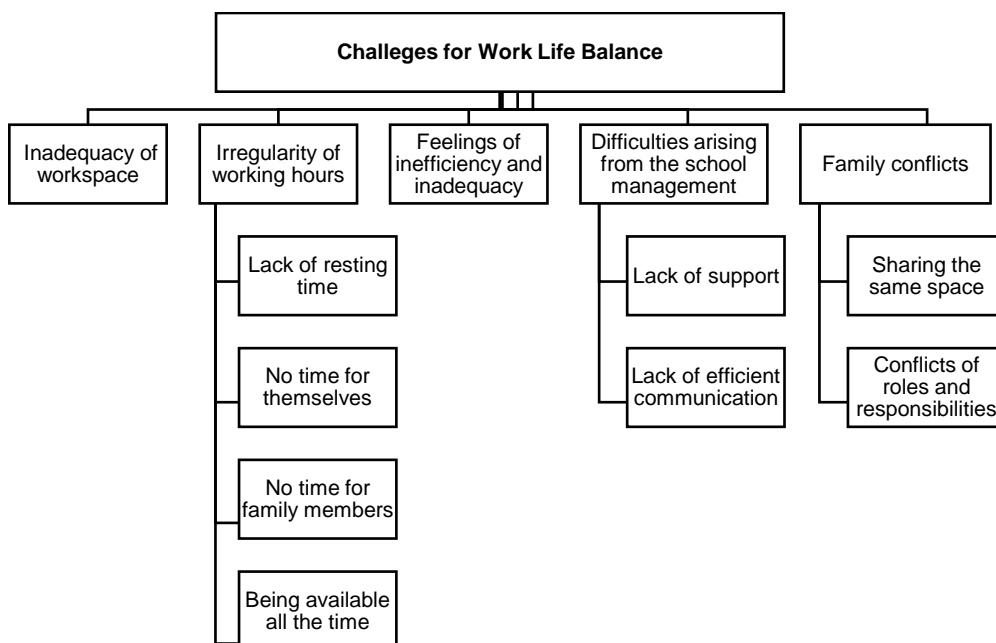 Challeges for Work Life Balance
Inadequacy of
workspace
Irregularity of
working hours
Lack of resting
time
No time for
themselves
No time for
family members
Being available
all the time
Feelings of
inefficiency and
inadequacy
Difficulties arising
from the school
management
Lack of support
Lack of efficient
communication
Family conflicts
Sharing the
same space
Conflicts of
roles and
responsibilities